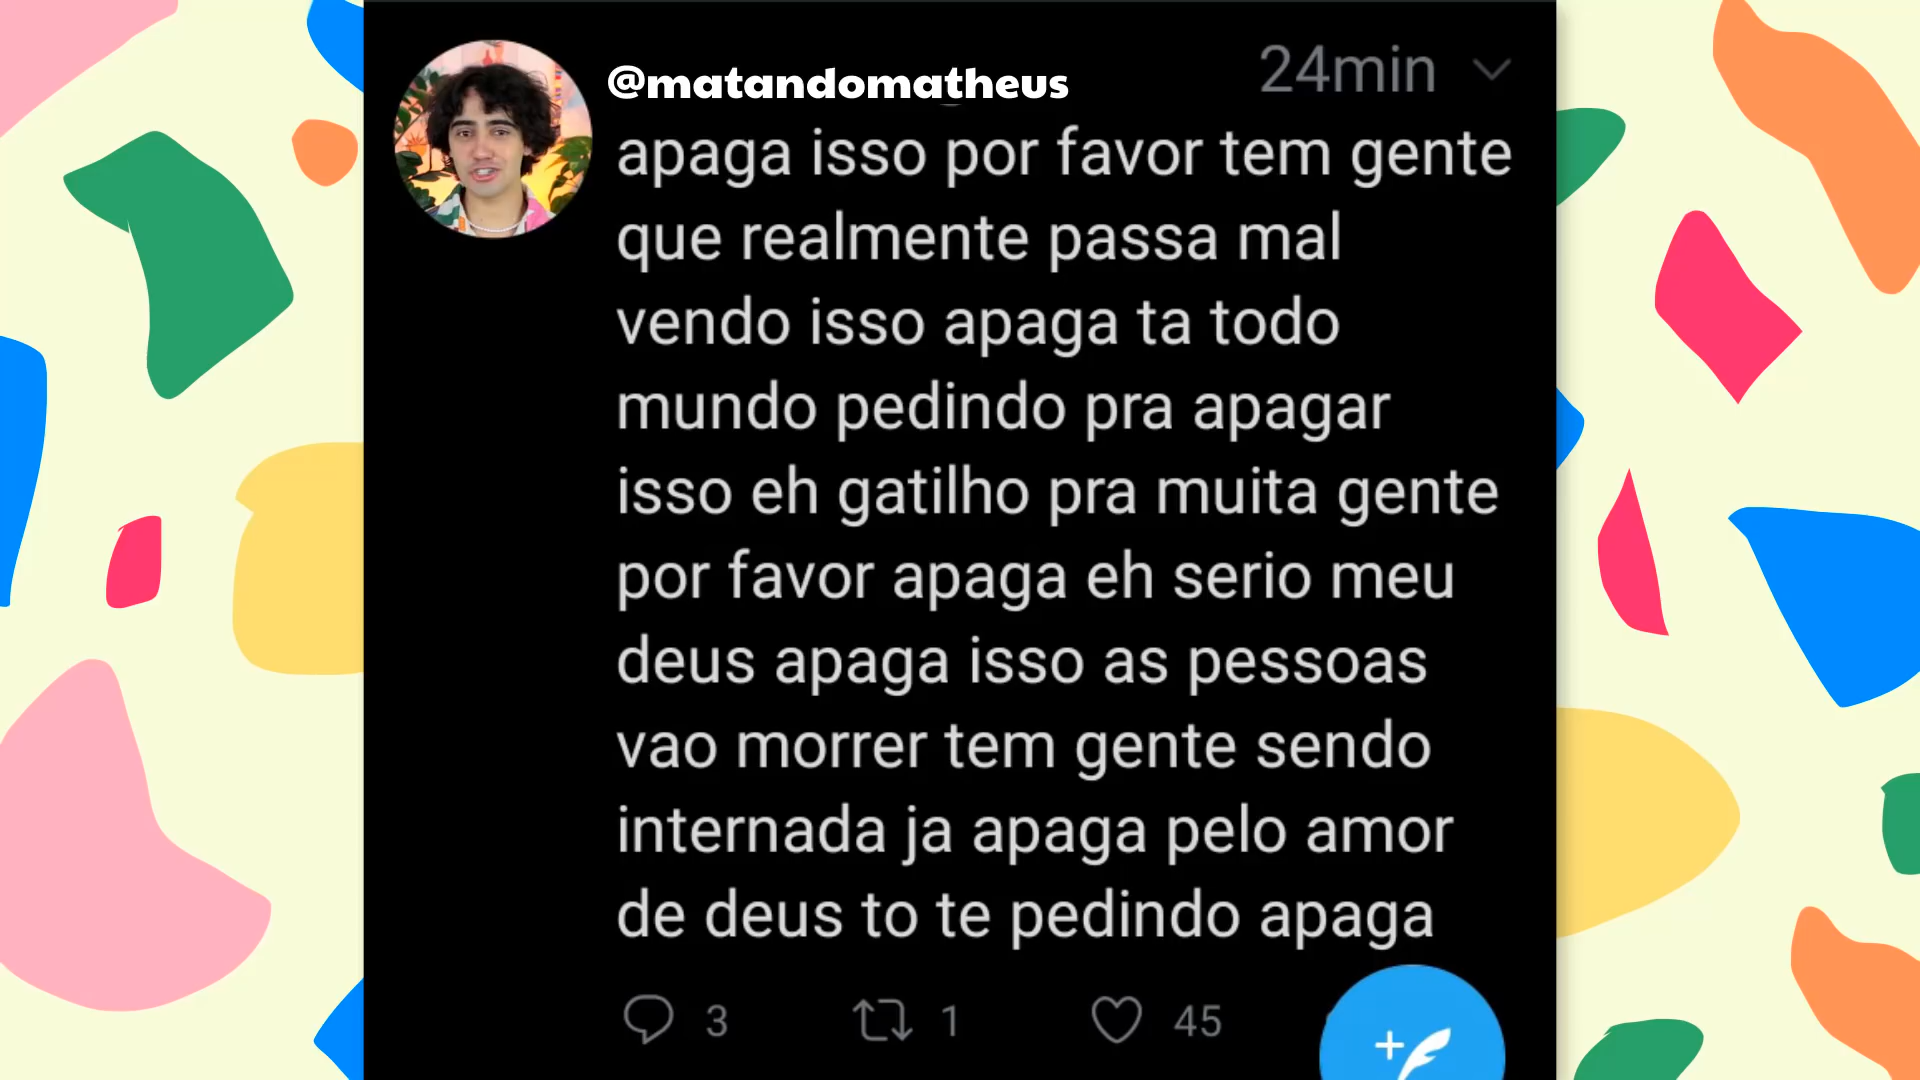 @matandomatheus 24min
apaga isso por favor tem gente
que realmente passa mal
vendo isso apaga ta todo
mundo pedindo pra apagar
isso eh gatilho pra muita gente
por favor apaga eh serio meu
deus apaga isso as pessoas
vao morrer tem gente sendo
internada ja apaga pelo amor
de deus to te pedindo apaga
3 1 45